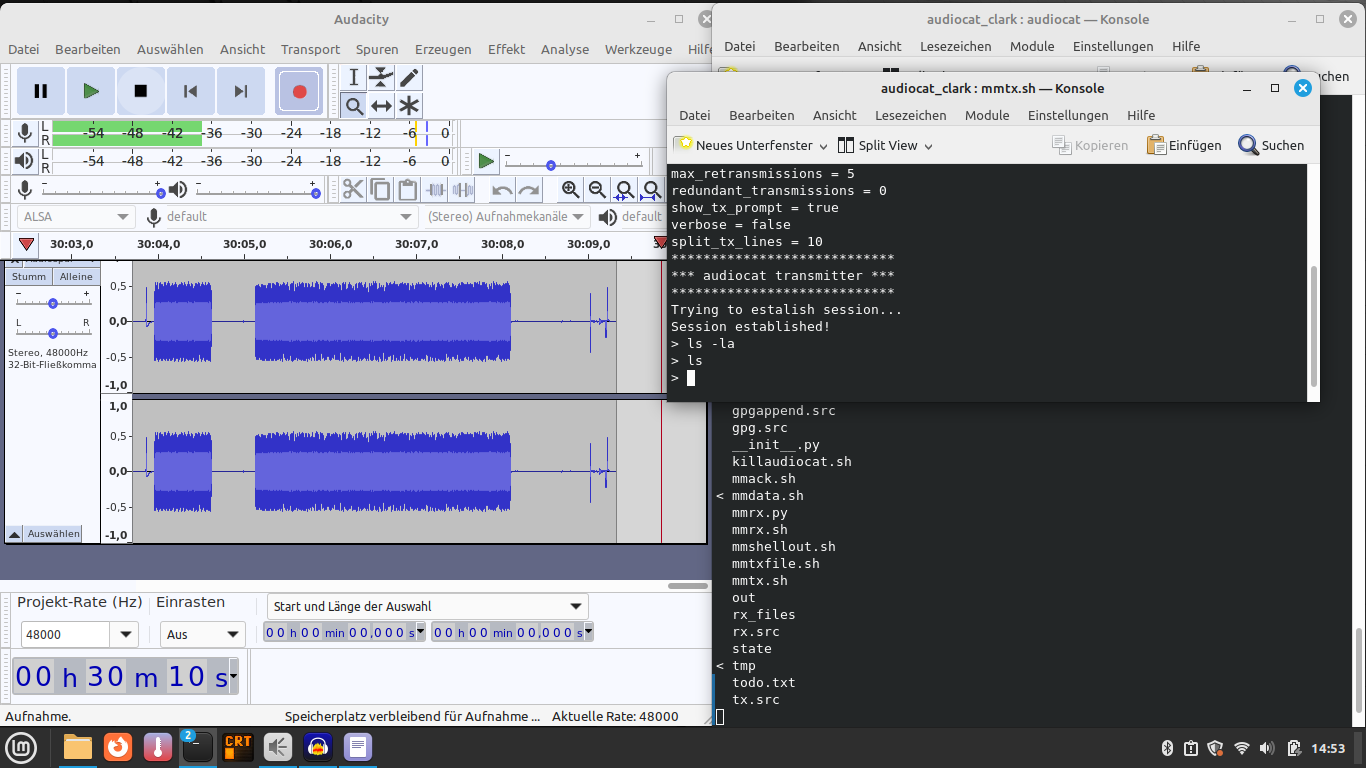 Audacity
Datei Bearbeiten Auswählen Ansicht Transport Spuren Erzeugen Effekt Analyse Werkzeuge Hilfe
L
R
-54 -48 -42 -36 -30 -24 -18 -12 -6 0
L
R
-54 -48 -42 -36 -30 -24 -18 -12 -6 0
ALSA default (Stereo) Aufnahmekanäle default
30:03,0 30:04,0 30:05,0 30:06,0 30:07,0 30:08,0 30:09,0
Stumm Alleine
L R
Stereo, 48000Hz
32-Bit-Fließkomma
Auswählen
0,5
0,0
-0,5
-1,0
1,0
0,5
0,0
-0,5
-1,0
Projekt-Rate (Hz) Einrasten
48000 Aus
Start und Länge der Auswahl
00 h 00 min 00,000 s 00 h 00 min 00,000 s
00 h 30 m 10 s
Aufnahme. Speicherplatz verbleibend für Aufnahme ... Aktuelle Rate: 48000
audiocat_clark : audiocat — Konsole
Datei Bearbeiten Ansicht Lesezeichen Module Einstellungen Hilfe
audiocat_clark : mmtx.sh — Konsole
Datei Bearbeiten Ansicht Lesezeichen Module Einstellungen Hilfe
Neues Unterfenster Split View Kopieren Einfügen Suchen
max_retransmissions = 5
redundant_transmissions = 0
show_tx_prompt = true
verbose = false
split_tx_lines = 10
****************************
*** audiocat transmitter ***
****************************
Trying to estalish session...
Session established!
> ls -la
> ls
>
gpgappend.src
gpg.src
__init__.py
killaudiocat.sh
mmack.sh
< mmdata.sh
mmrx.py
mmrx.sh
mmshellout.sh
mmtxfile.sh
mmtx.sh
out
rx_files
rx.src
state
< tmp
todo.txt
tx.src
2
CRT
14:53